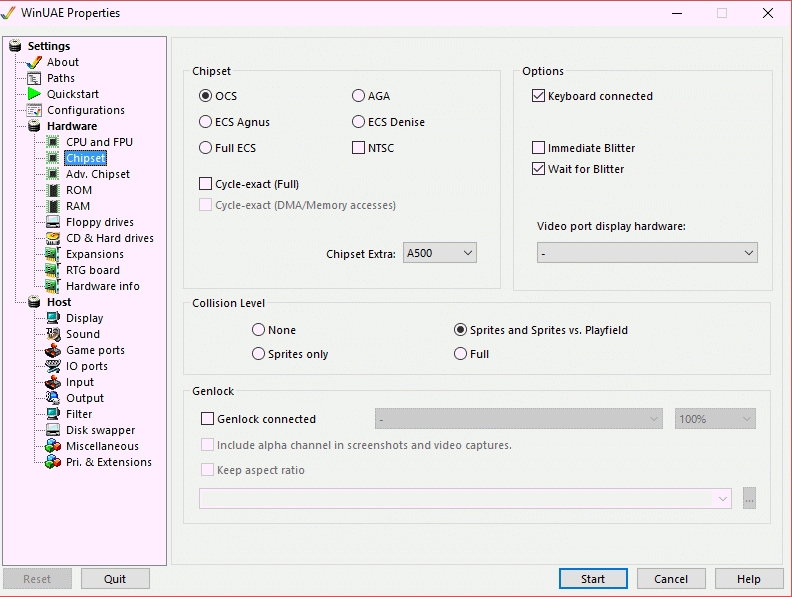 WinUAE Properties
Settings
About
Paths
Quickstart
Configurations
Hardware
CPU and FPU
Chipset
Adv. Chipset
ROM
RAM
Floppy drives
CD & Hard drives
Expansions
RTG board
Hardware info
Host
Display
Sound
Game ports
IO ports
Input
Output
Filter
Disk swapper
Miscellaneous
Pri. & Extensions
Chipset
OCS
AGA
ECS Agnus
ECS Denise
Full ECS
NTSC
Cycle-exact (Full)
Cycle-exact (DMA/Memory accesses)
Chipset Extra: A500
Options
Keyboard connected
Immediate Blitter
Wait for Blitter
Video port display hardware:
-
Collision Level
None
Sprites and Sprites vs. Playfield
Sprites only
Full
Genlock
Genlock connected
-
100%
Include alpha channel in screenshots and video captures.
Keep aspect ratio
...
Reset
Quit
Start
Cancel
Help